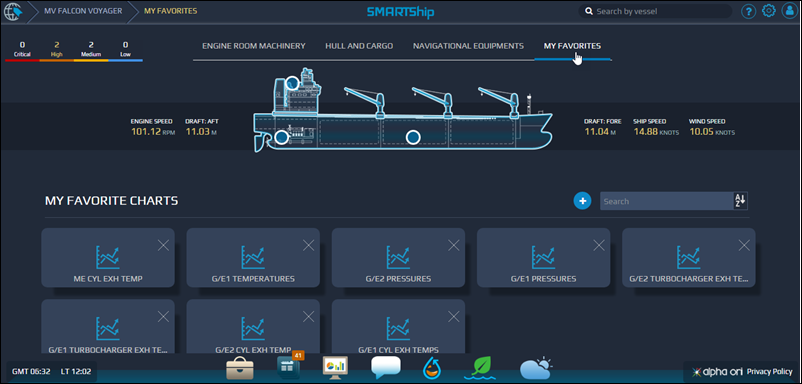 MV FALCON VOYAGER MY FAVORITES SMARTShip Search by vessel ?
0 2 2 0
Critical High Medium Low
ENGINE ROOM MACHINERY HULL AND CARGO NAVIGATIONAL EQUIPMENTS MY FAVORITES
ENGINE SPEED DRAFT: AFT DRAFT: FORE SHIP SPEED WIND SPEED
101.12 RPM 11.03 M 11.04 M 14.88 KNOTS 10.05 KNOTS
MY FAVORITE CHARTS + Search A Z
ME CYL EXH TEMP G/E1 TEMPERATURES G/E2 PRESSURES G/E1 PRESSURES G/E2 TURBOCHARGER EXH TE...
G/E1 TURBOCHARGER EXH TE... G/E2 CYL EXH TEMP G/E1 CYL EXH TEMPS
41
GMT 06:32 LT 12:02 alpha ori Privacy Policy